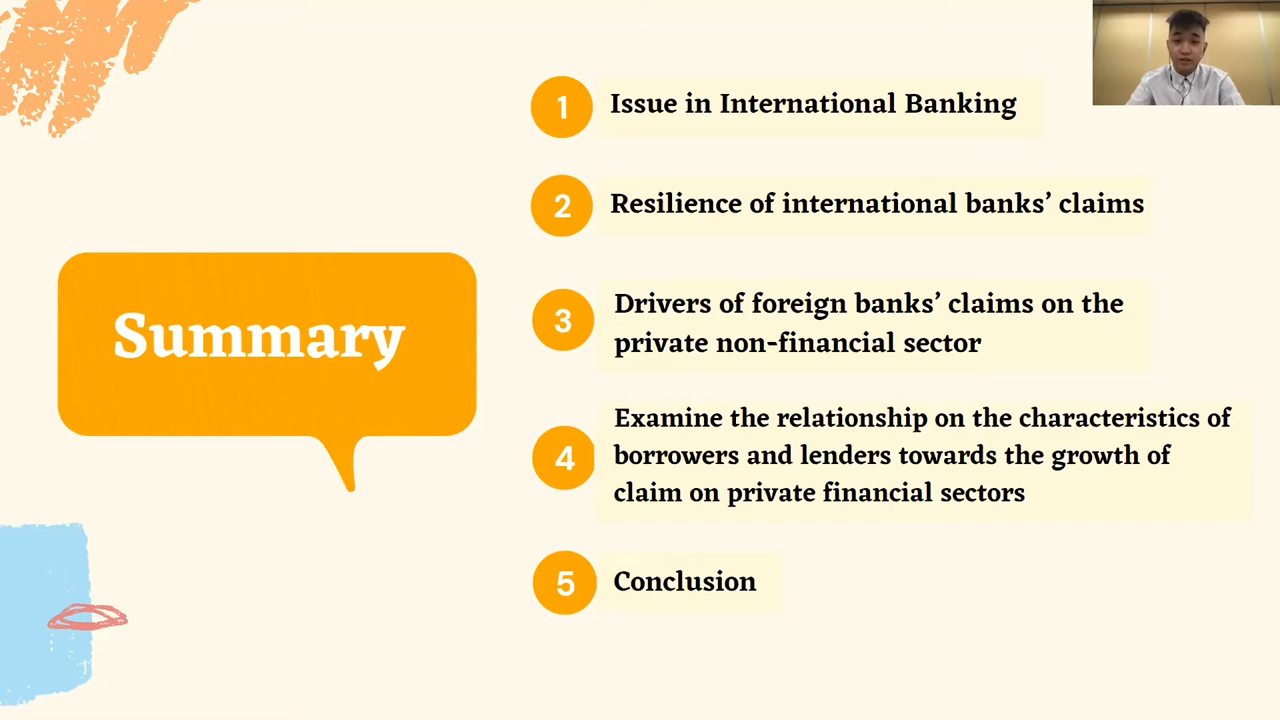 Summary
1
Issue in International Banking
2
Resilience of international banks’ claims
3
Drivers of foreign banks’ claims on the
private non-financial sector
4
Examine the relationship on the characteristics of
borrowers and lenders towards the growth of
claim on private financial sectors
5
Conclusion